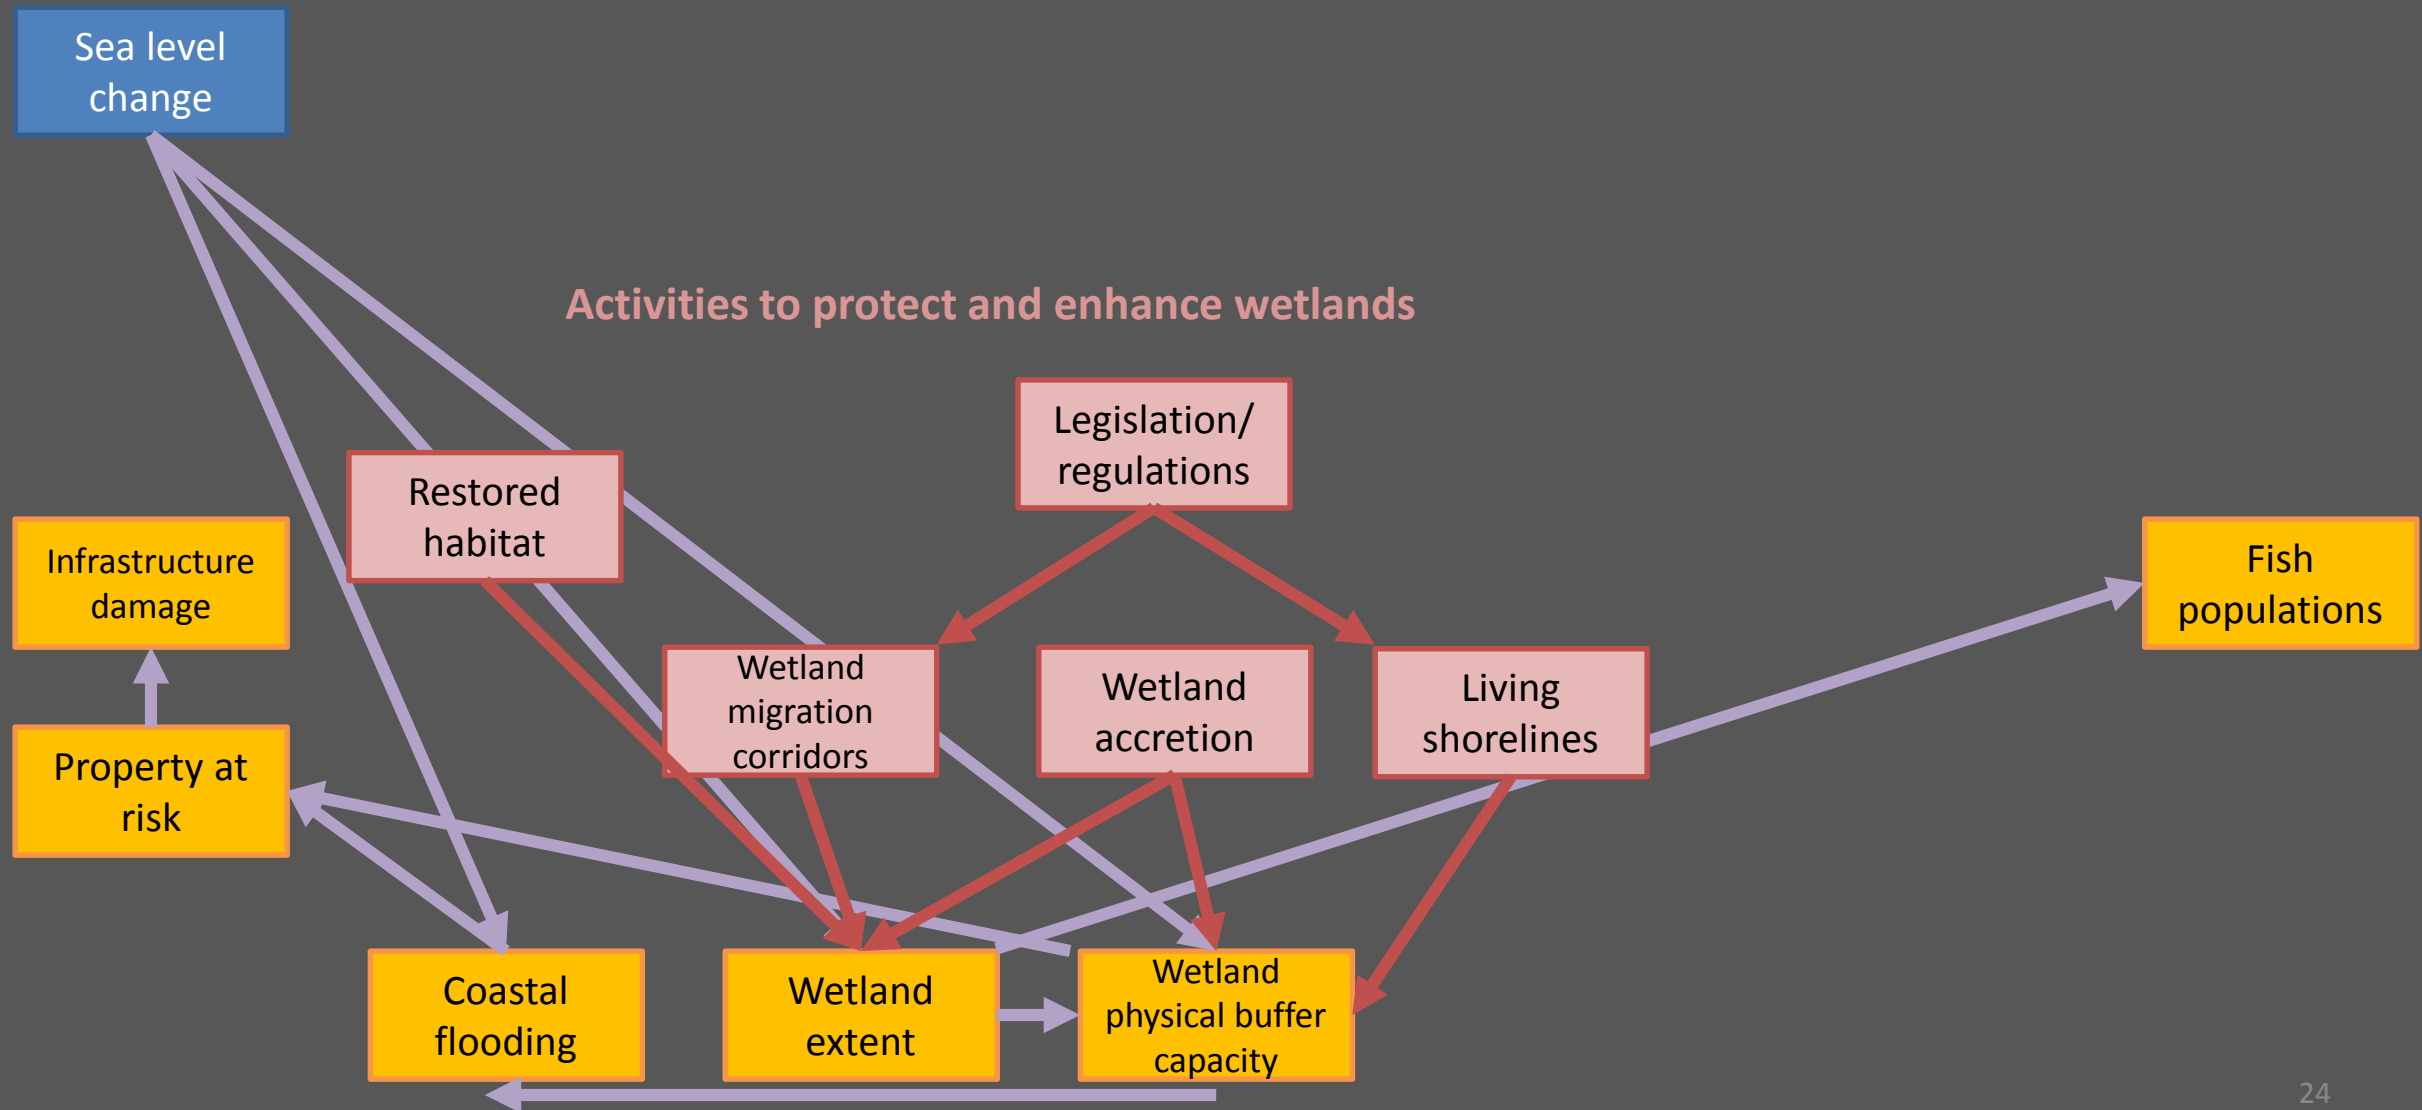 Sea level
change
Activities to protect and enhance wetlands
Legislation/
regulations
Restored
habitat
Infrastructure
damage
Fish
populations
Wetland
migration
corridors
Wetland
accretion
Living
shorelines
Property at
risk
Coastal
flooding
Wetland
extent
Wetland
physical buffer
capacity
24